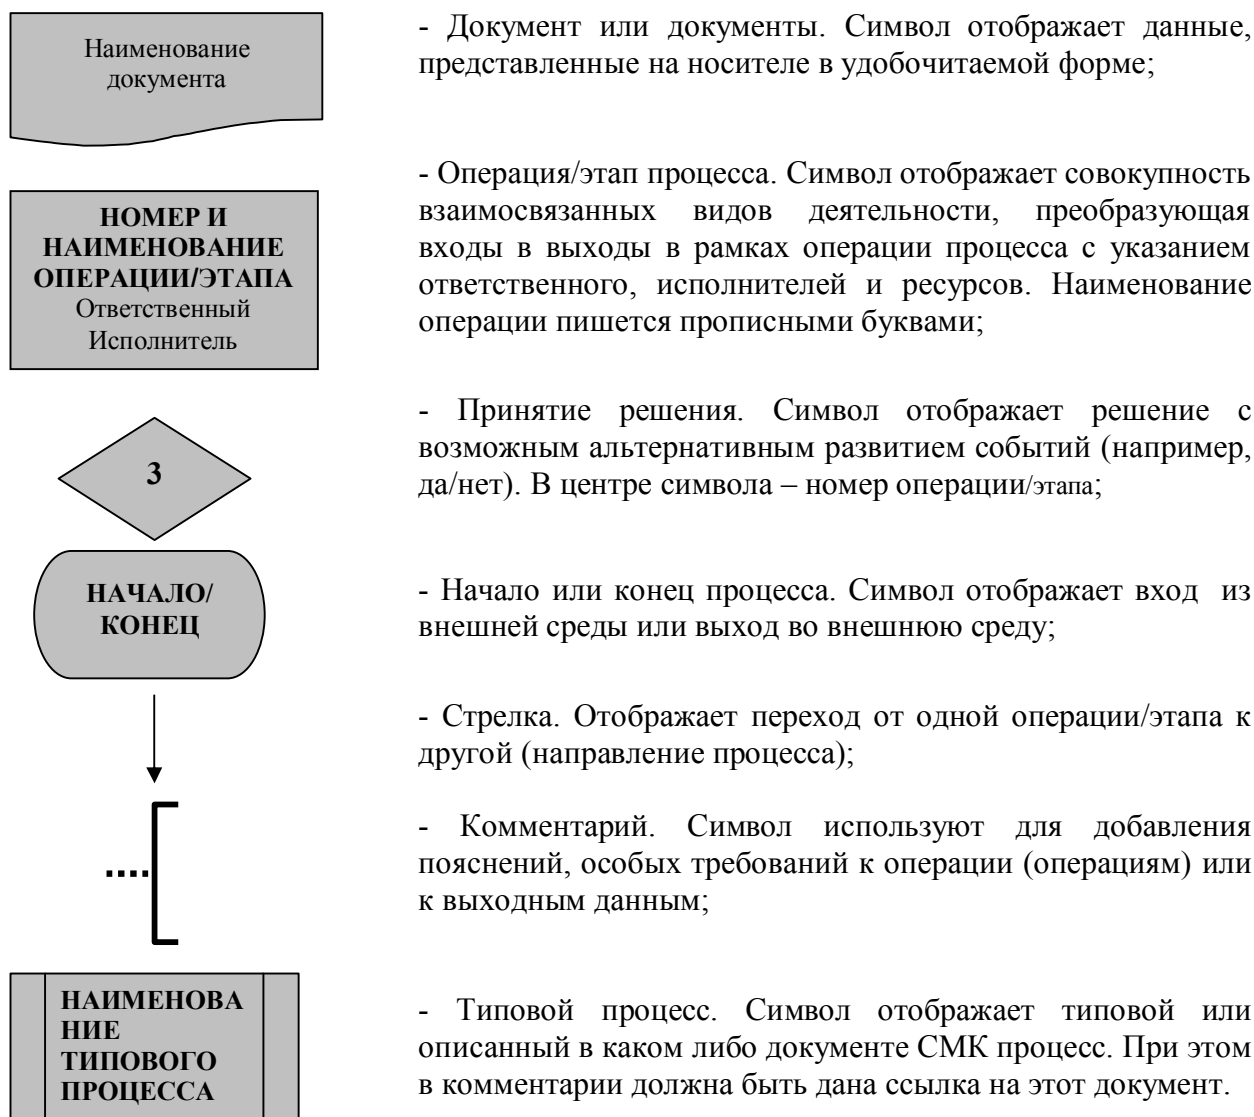 Наименование
документа
- Документ или документы. Символ отображает данные,
представленные на носителе в удобочитаемой форме;
НОМЕР И
НАИМЕНОВАНИЕ
ОПЕРАЦИИ/ЭТАПА
Ответственный
Исполнитель
- Операция/этап процесса. Символ отображает совокупность
взаимосвязанных видов деятельности, преобразующая
входы в выходы в рамках операции процесса с указанием
ответственного, исполнителей и ресурсов. Наименование
операции пишется прописными буквами;
3
- Принятие решения. Символ отображает решение с
возможным альтернативным развитием событий (например,
да/нет). В центре символа – номер операции/этапа;
НАЧАЛО/
КОНЕЦ
- Начало или конец процесса. Символ отображает вход из
внешней среды или выход во внешнюю среду;
- Стрелка. Отображает переход от одной операции/этапа к
другой (направление процесса);
- Комментарий. Символ используют для добавления
пояснений, особых требований к операции (операциям) или
к выходным данным;
НАИМЕНОВА
НИЕ
ТИПОВОГО
ПРОЦЕССА
- Типовой процесс. Символ отображает типовой или
описанный в каком либо документе СМК процесс. При этом
в комментарии должна быть дана ссылка на этот документ.